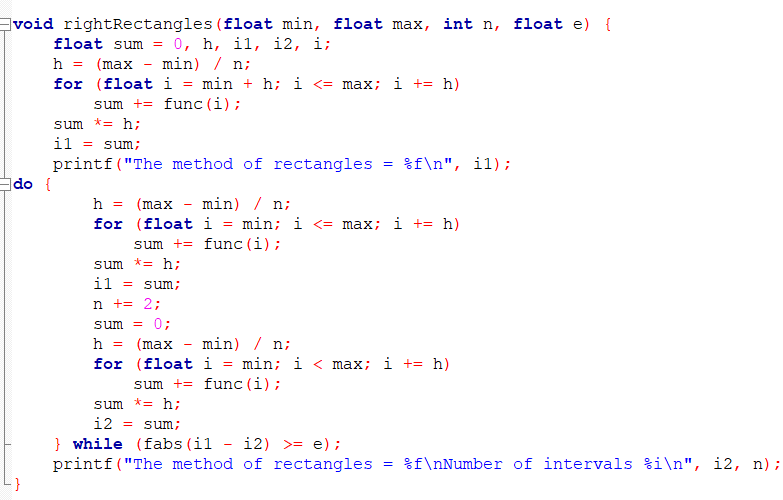 void rightRectangles(float min, float max, int n, float e) {
    float sum = 0, h, i1, i2, i;
    h = (max - min) / n;
    for (float i = min + h; i <= max; i += h)
        sum += func(i);
    sum *= h;
    i1 = sum;
    printf("The method of rectangles = %f\n", i1);
do {
        h = (max - min) / n;
        for (float i = min; i <= max; i += h)
            sum += func(i);
        sum *= h;
        i1 = sum;
        n += 2;
        sum = 0;
        h = (max - min) / n;
        for (float i = min; i < max; i += h)
            sum += func(i);
        sum *= h;
        i2 = sum;
    } while (fabs(i1 - i2) >= e);
    printf("The method of rectangles = %f\nNumber of intervals %i\n", i2, n);
}